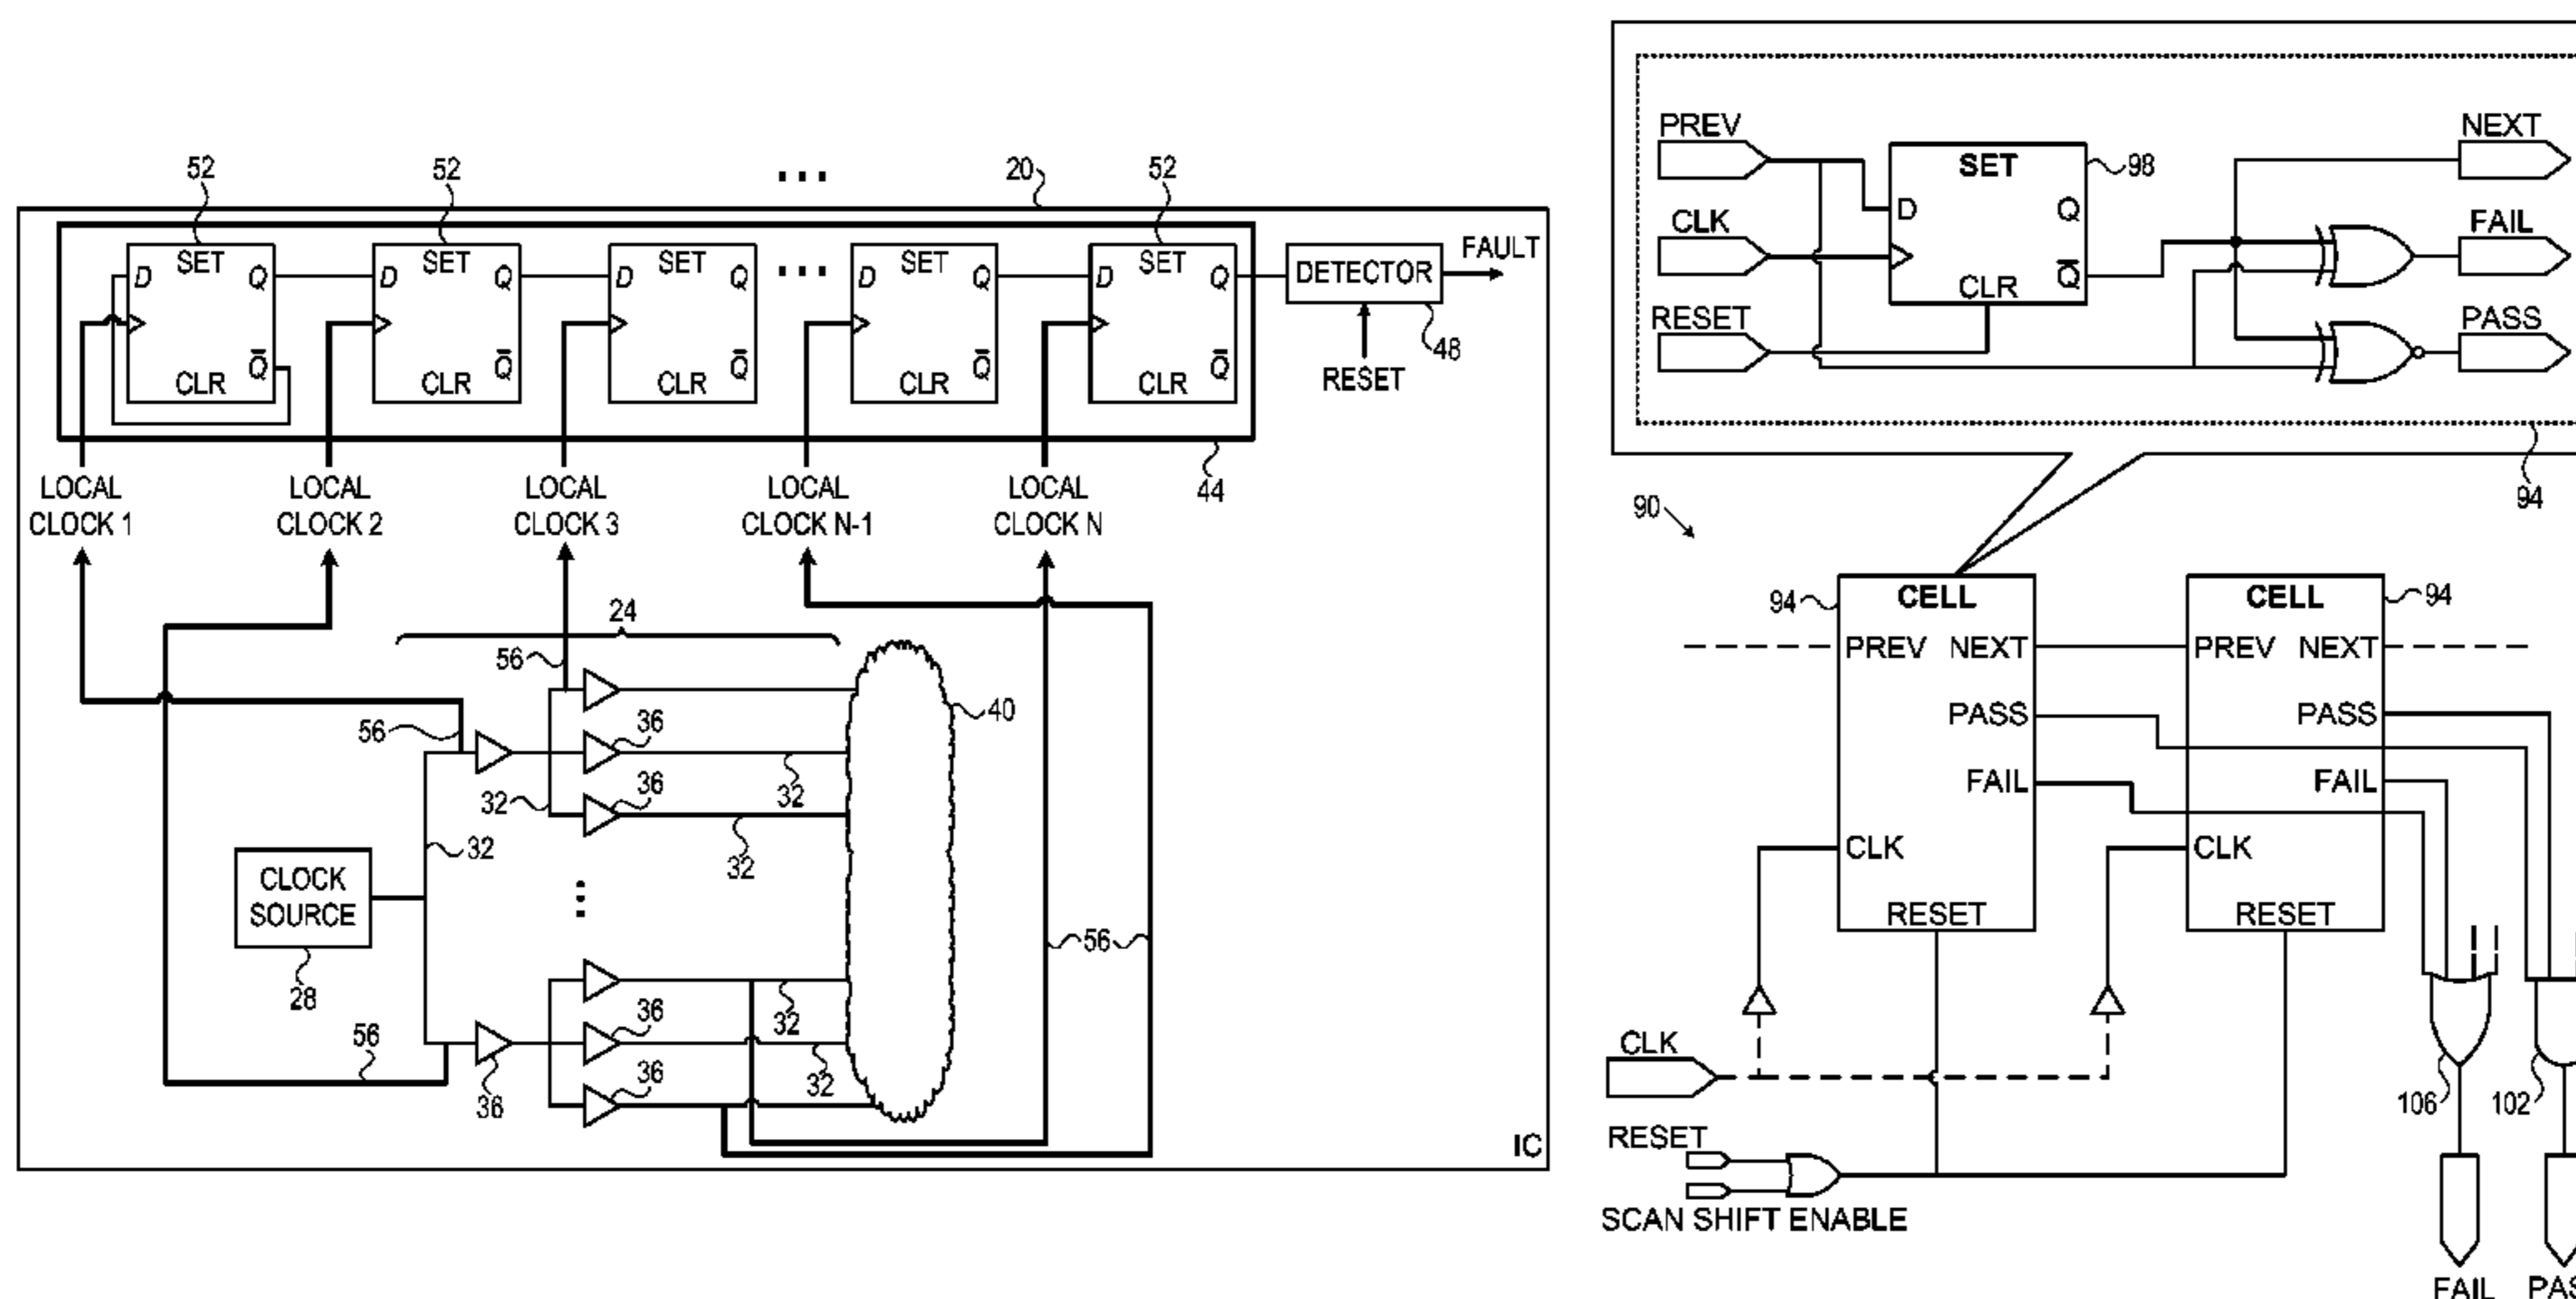 52
52
...
20
52
SET
D
Q
Q̅
CLR
SET
D
Q
Q̅
CLR
SET
D
Q
Q̅
CLR
...
SET
D
Q
Q̅
CLR
SET
D
Q
Q̅
CLR
DETECTOR
FAULT
48
RESET
44
LOCAL
CLOCK 1
LOCAL
CLOCK 2
LOCAL
CLOCK 3
LOCAL
CLOCK N-1
LOCAL
CLOCK N
24
56
56
36
36
32
32
32
32
40
CLOCK
SOURCE
28
56
56
36
36
36
32
32
IC
PREV
CLK
RESET
SET
D
Q
Q̅
CLR
98
NEXT
FAIL
PASS
94
90
94
CELL
PREV NEXT
PASS
FAIL
CLK
RESET
CELL
94
PREV NEXT
PASS
FAIL
CLK
RESET
CLK
RESET
SCAN SHIFT ENABLE
106
102
FAIL